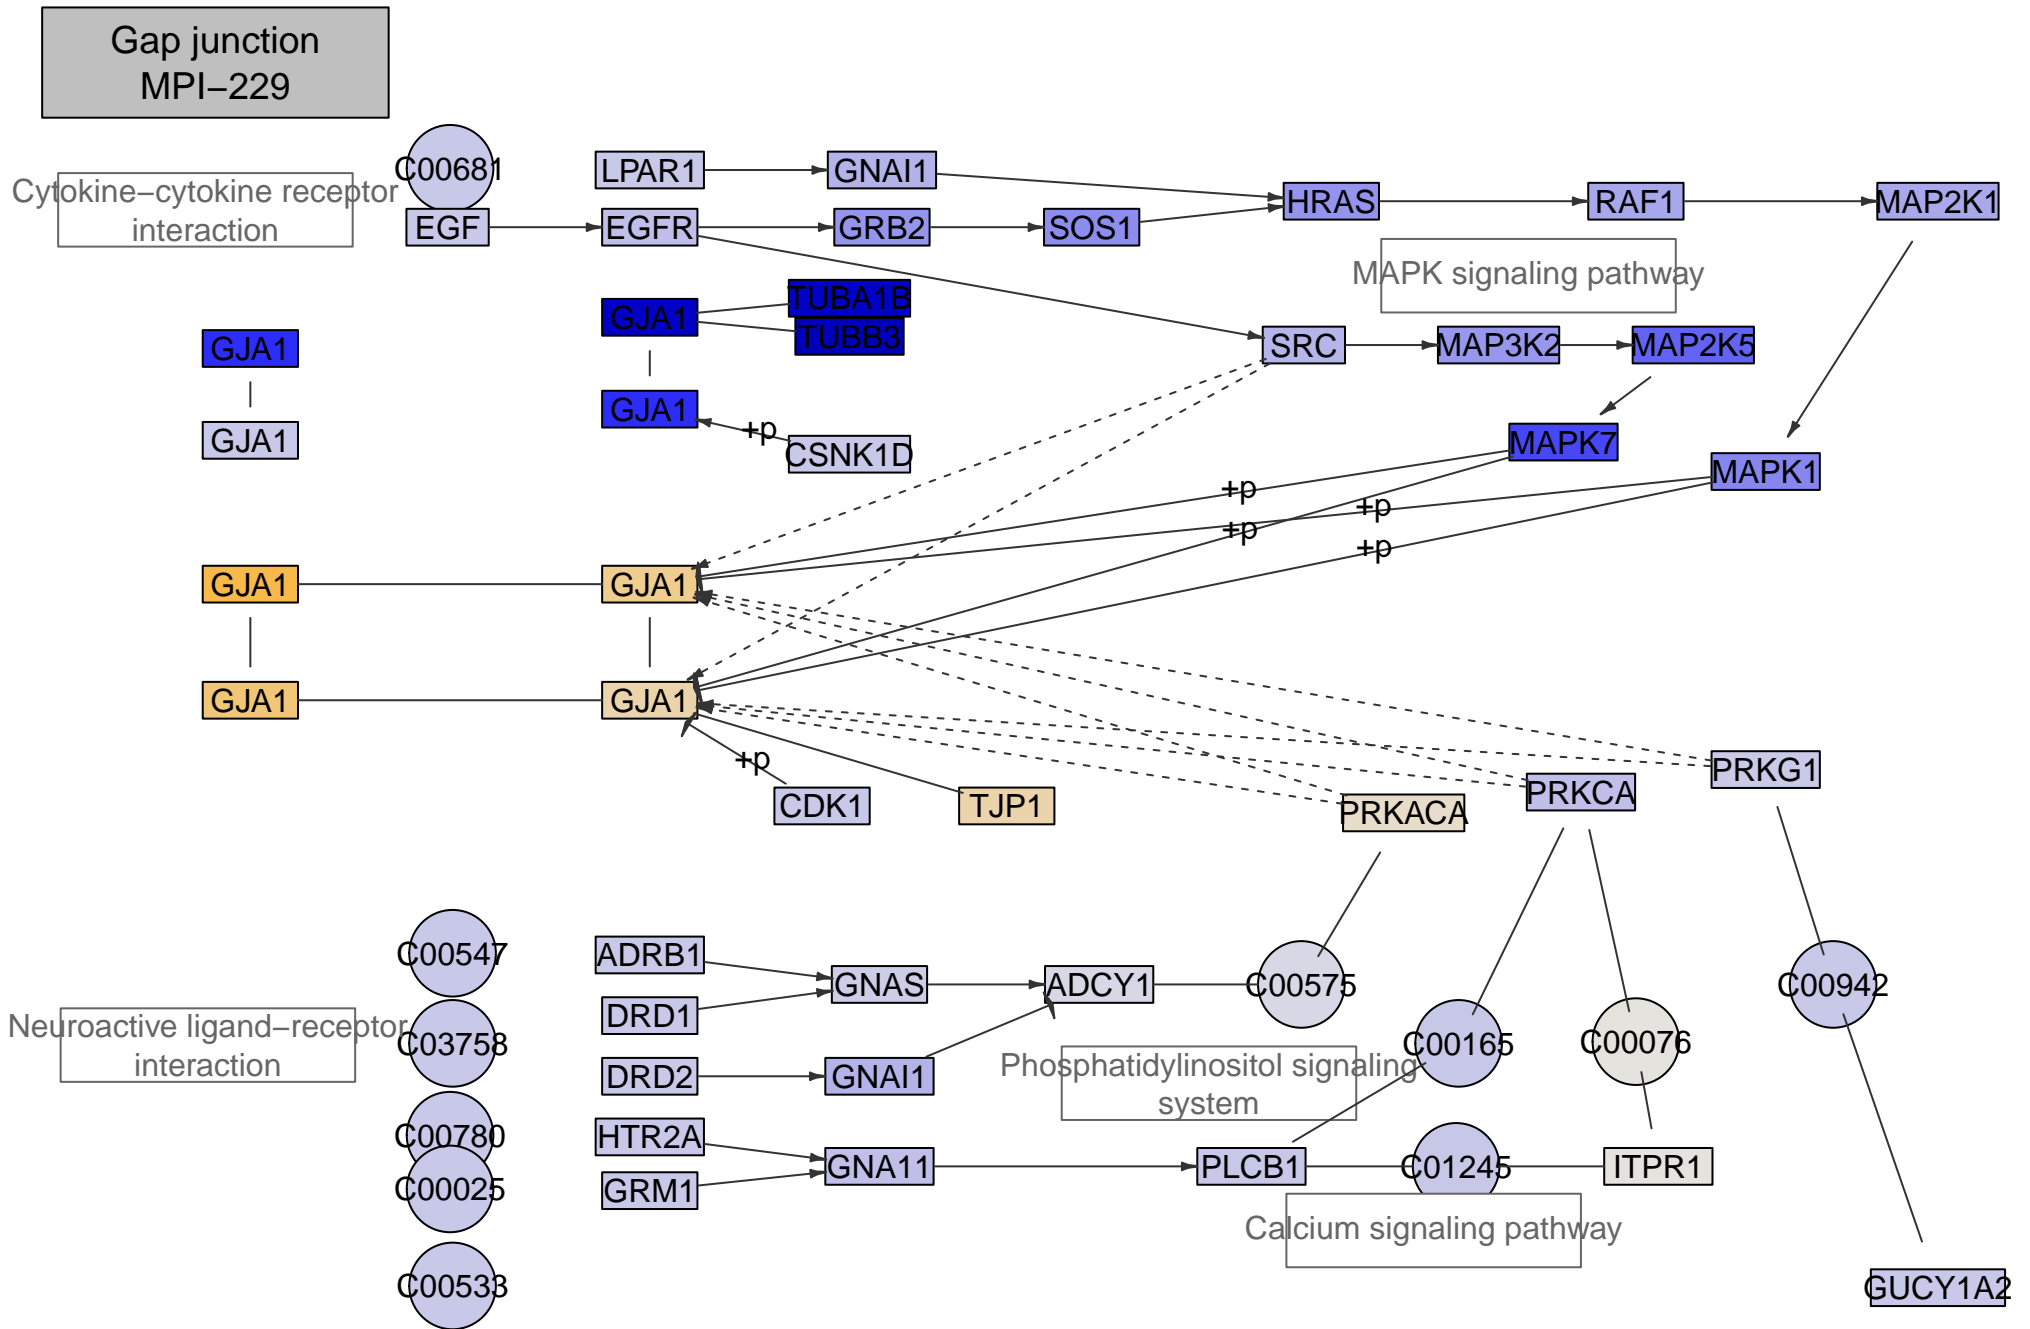 Gap junction
MPI−229
C00681
LPAR1
GNAI1
HRAS
RAF1
MAP2K1
Cytokine−cytokine receptor
interaction
EGF
EGFR
GRB2
SOS1
MAPK signaling pathway
TUBA1B
GJA1
TUBB3
GJA1
SRC
MAP3K2
MAP2K5
GJA1
+p
GJA1
CSNK1D
MAPK7
MAPK1
+p
+p
+p
+p
GJA1
GJA1
GJA1
GJA1
+p
CDK1
TJP1
PRKACA
PRKCA
PRKG1
C00547
ADRB1
GNAS
ADCY1
C00575
C00942
DRD1
Neuroactive ligand−receptor
interaction
C03758
C00165
C00076
DRD2
GNAI1
Phosphatidylinositol signaling
system
C00780
HTR2A
GNA11
PLCB1
C01245
ITPR1
C00025
GRM1
Calcium signaling pathway
C00533
GUCY1A2